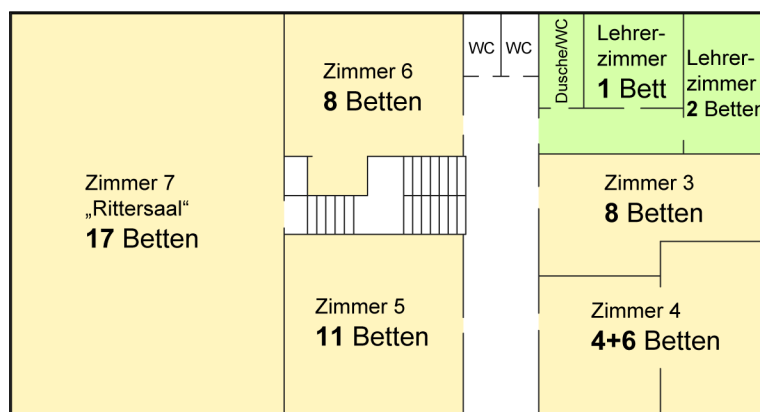 Zimmer 7
„Rittersaal“
17 Betten
Zimmer 6
8 Betten
Zimmer 5
11 Betten
WC
WC
Dusche/WC
Lehrer-
zimmer
1 Bett
Lehrer-
zimmer
2 Betten
Zimmer 3
8 Betten
Zimmer 4
4+6 Betten